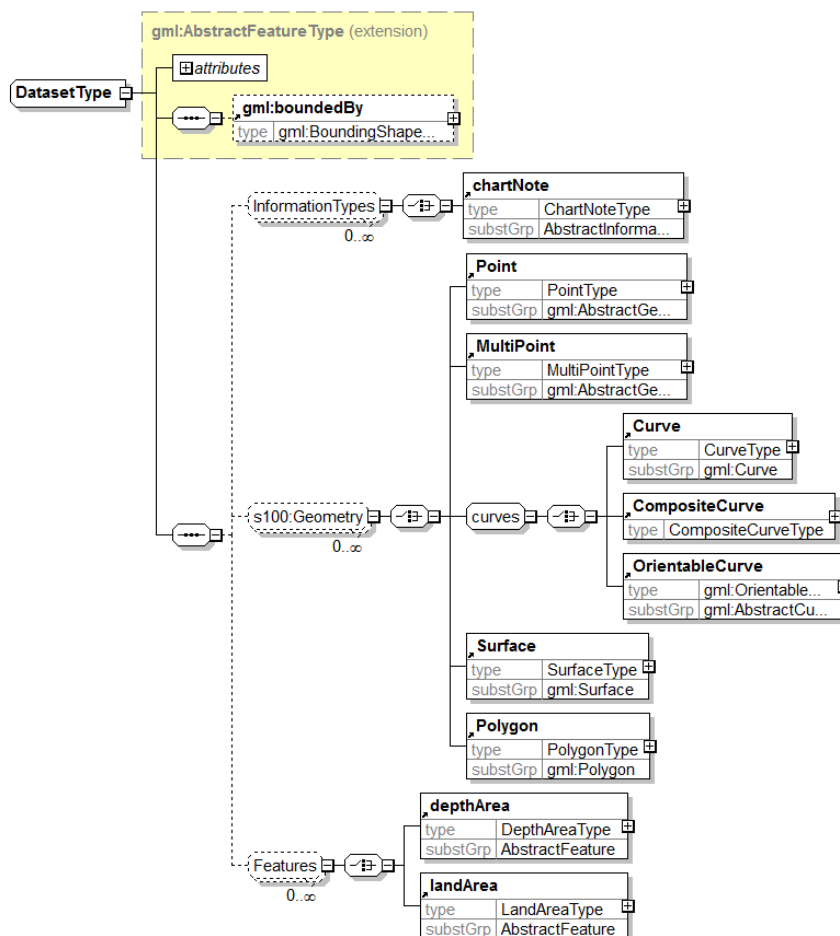 gml:AbstractFeatureType (extension)
attributes
DatasetType
gml:boundedBy
type gml:BoundingShape...
InformationTypes
0..∞
chartNote
type ChartNoteType
substGrp AbstractInforma...
Point
type PointType
substGrp gml:AbstractGe...
MultiPoint
type MultiPointType
substGrp gml:AbstractGe...
s100:Geometry
0..∞
curves
Curve
type CurveType
substGrp gml:Curve
CompositeCurve
type CompositeCurveType
OrientableCurve
type gml:Orientable...
substGrp gml:AbstractCu...
Surface
type SurfaceType
substGrp gml:Surface
Polygon
type PolygonType
substGrp gml:Polygon
Features
0..∞
depthArea
type DepthAreaType
substGrp AbstractFeature
landArea
type LandAreaType
substGrp AbstractFeature